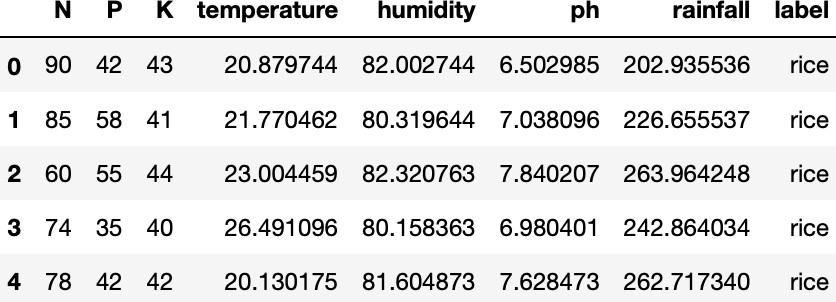 N P K temperature humidity ph rainfall label
0 90 42 43 20.879744 82.002744 6.502985 202.935536 rice
1 85 58 41 21.770462 80.319644 7.038096 226.655537 rice
2 60 55 44 23.004459 82.320763 7.840207 263.964248 rice
3 74 35 40 26.491096 80.158363 6.980401 242.864034 rice
4 78 42 42 20.130175 81.604873 7.628473 262.717340 rice